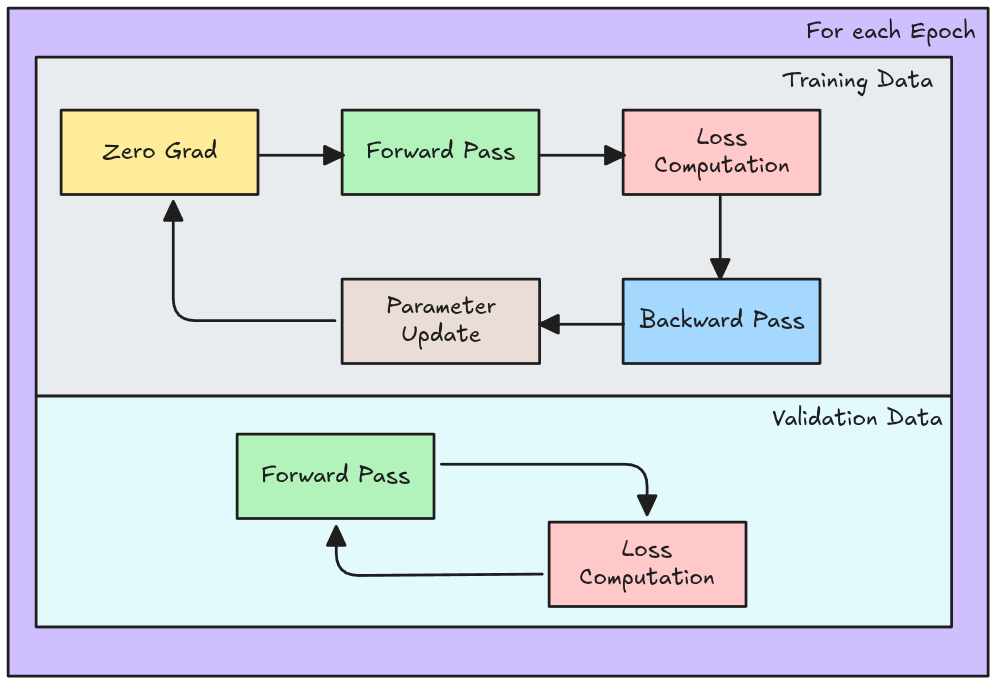 For each Epoch
Training Data
Zero Grad
Forward Pass
Loss
Computation
Parameter
Update
Backward Pass
Validation Data
Forward Pass
Loss
Computation